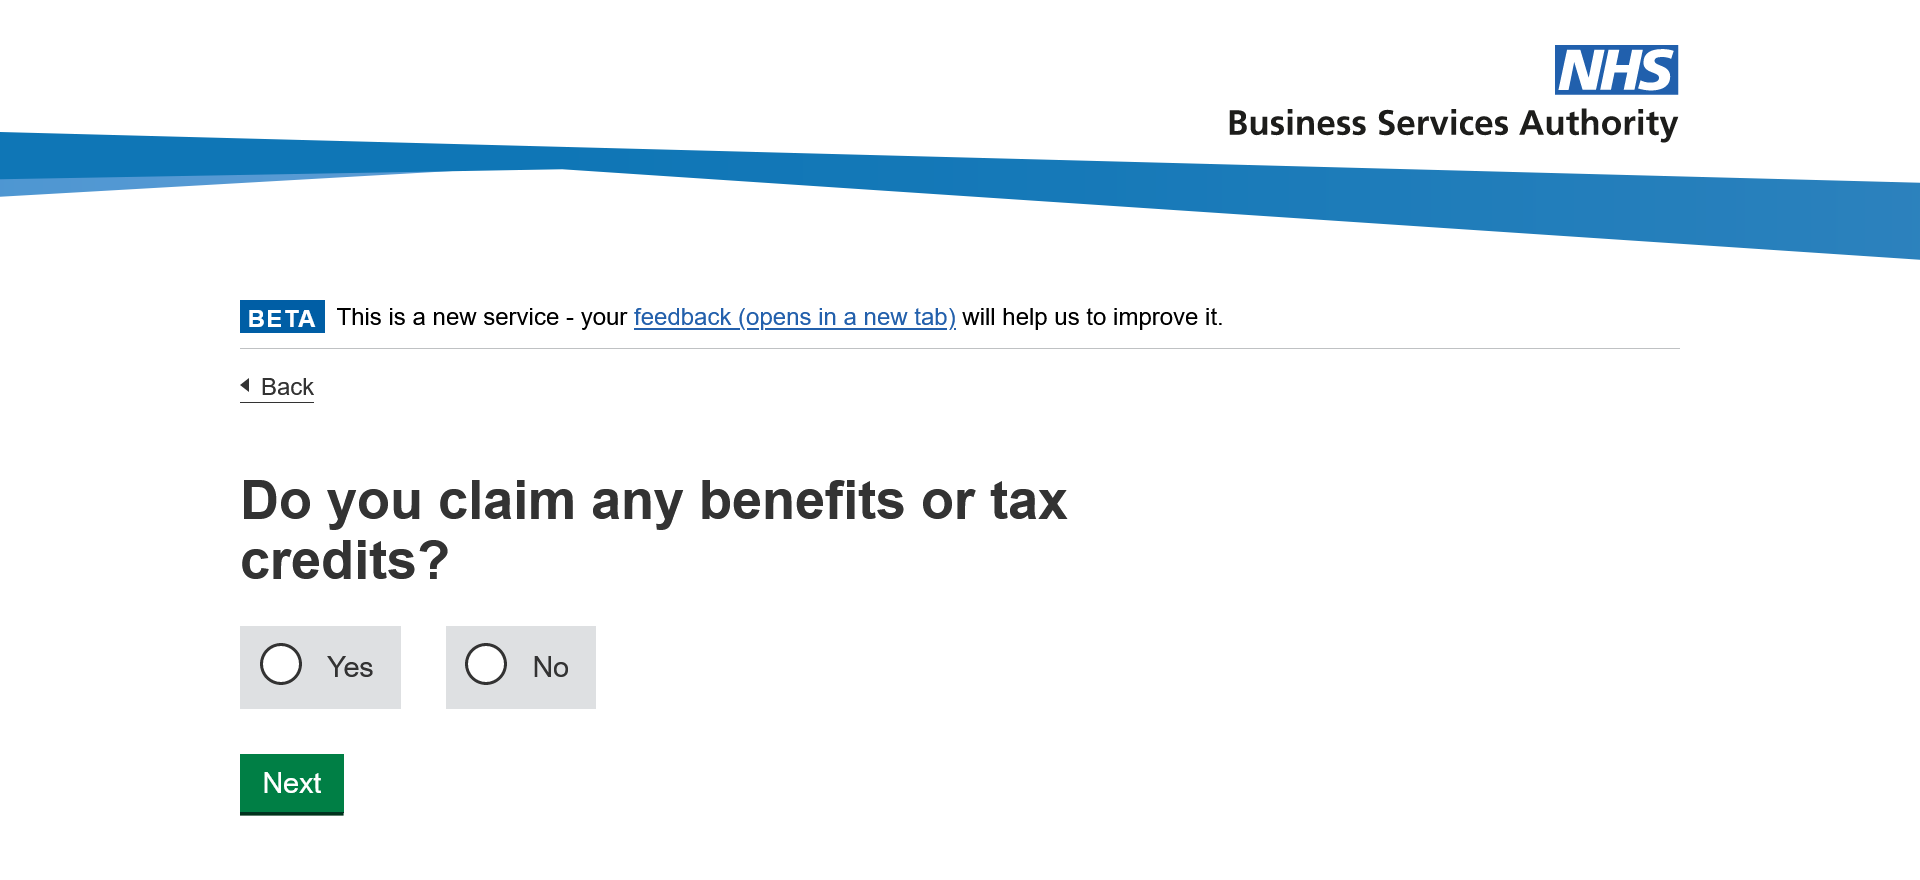 NHS
Business Services Authority
BETA This is a new service - your feedback (opens in a new tab) will help us to improve it.
Back
Do you claim any benefits or tax
credits?
Yes No
Next